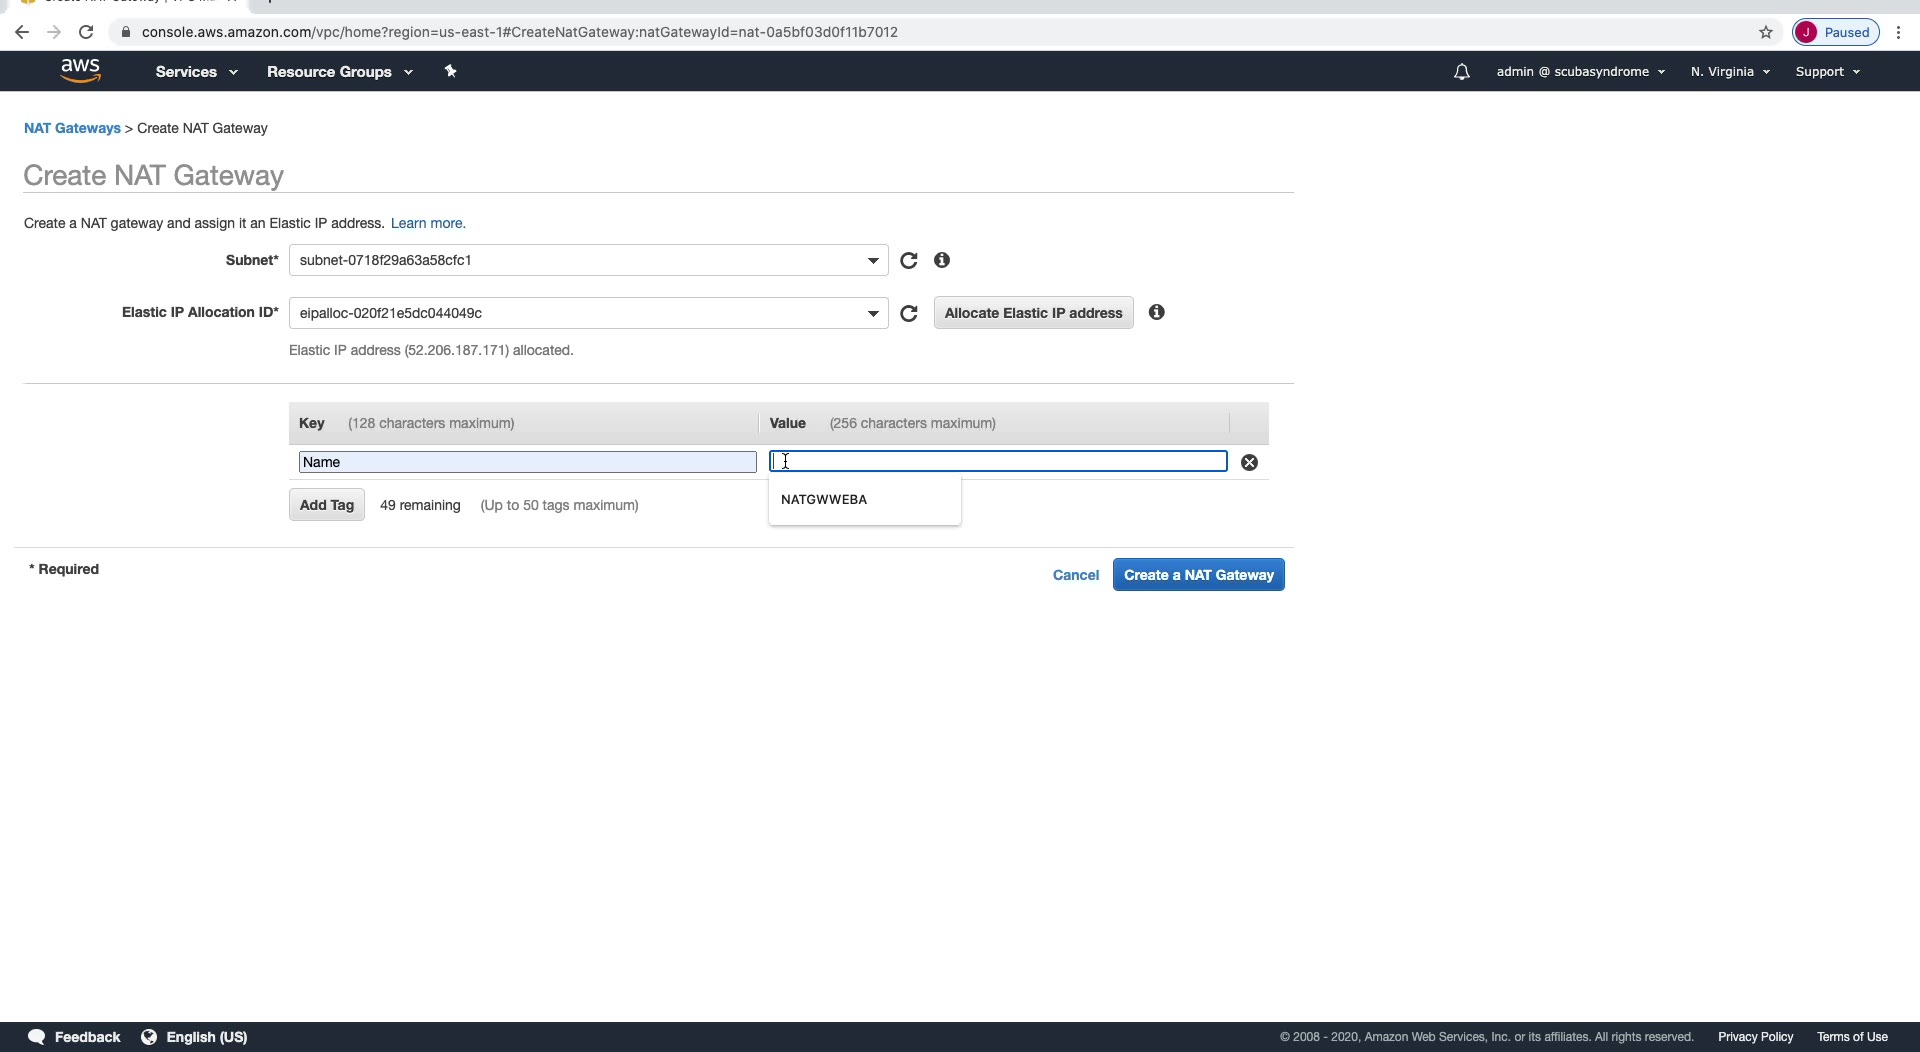 console.aws.amazon.com/vpc/home?region=us-east-1#CreateNatGateway:natGatewayId=nat-0a5bf03d0f11b7012
J Paused
aws Services Resource Groups admin @ scubasyndrome N. Virginia Support
NAT Gateways > Create NAT Gateway
Create NAT Gateway
Create a NAT gateway and assign it an Elastic IP address. Learn more.
Subnet* subnet-0718f29a63a58cfc1
Elastic IP Allocation ID* eipalloc-020f21e5dc044049c Allocate Elastic IP address
Elastic IP address (52.206.187.171) allocated.
Key (128 characters maximum) Value (256 characters maximum)
Name
NATGWWEBA
Add Tag 49 remaining (Up to 50 tags maximum)
* Required
Cancel Create a NAT Gateway
Feedback English (US) © 2008 - 2020, Amazon Web Services, Inc. or its affiliates. All rights reserved. Privacy Policy Terms of Use